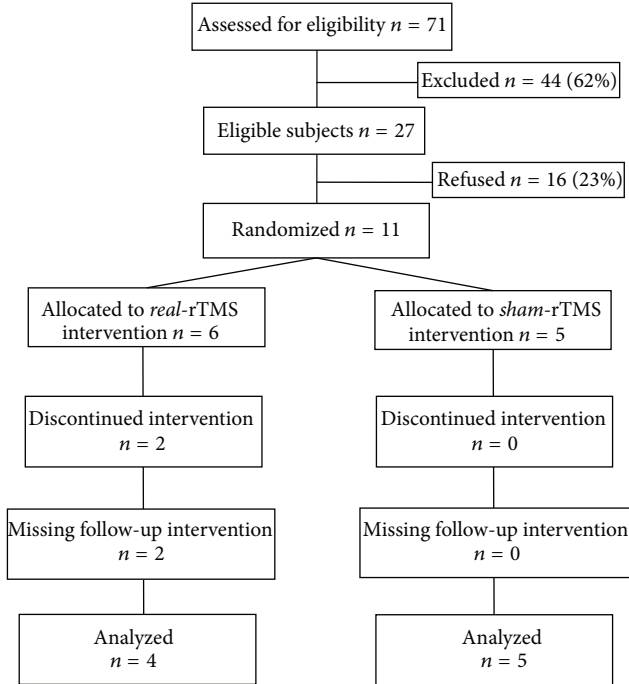 Assessed for eligibility n = 71
Excluded n = 44 (62%)
Eligible subjects n = 27
Refused n = 16 (23%)
Randomized n = 11
Allocated to real-rTMS
intervention n = 6
Allocated to sham-rTMS
intervention n = 5
Discontinued intervention
n = 2
Discontinued intervention
n = 0
Missing follow-up intervention
n = 2
Missing follow-up intervention
n = 0
Analyzed
n = 4
Analyzed
n = 5